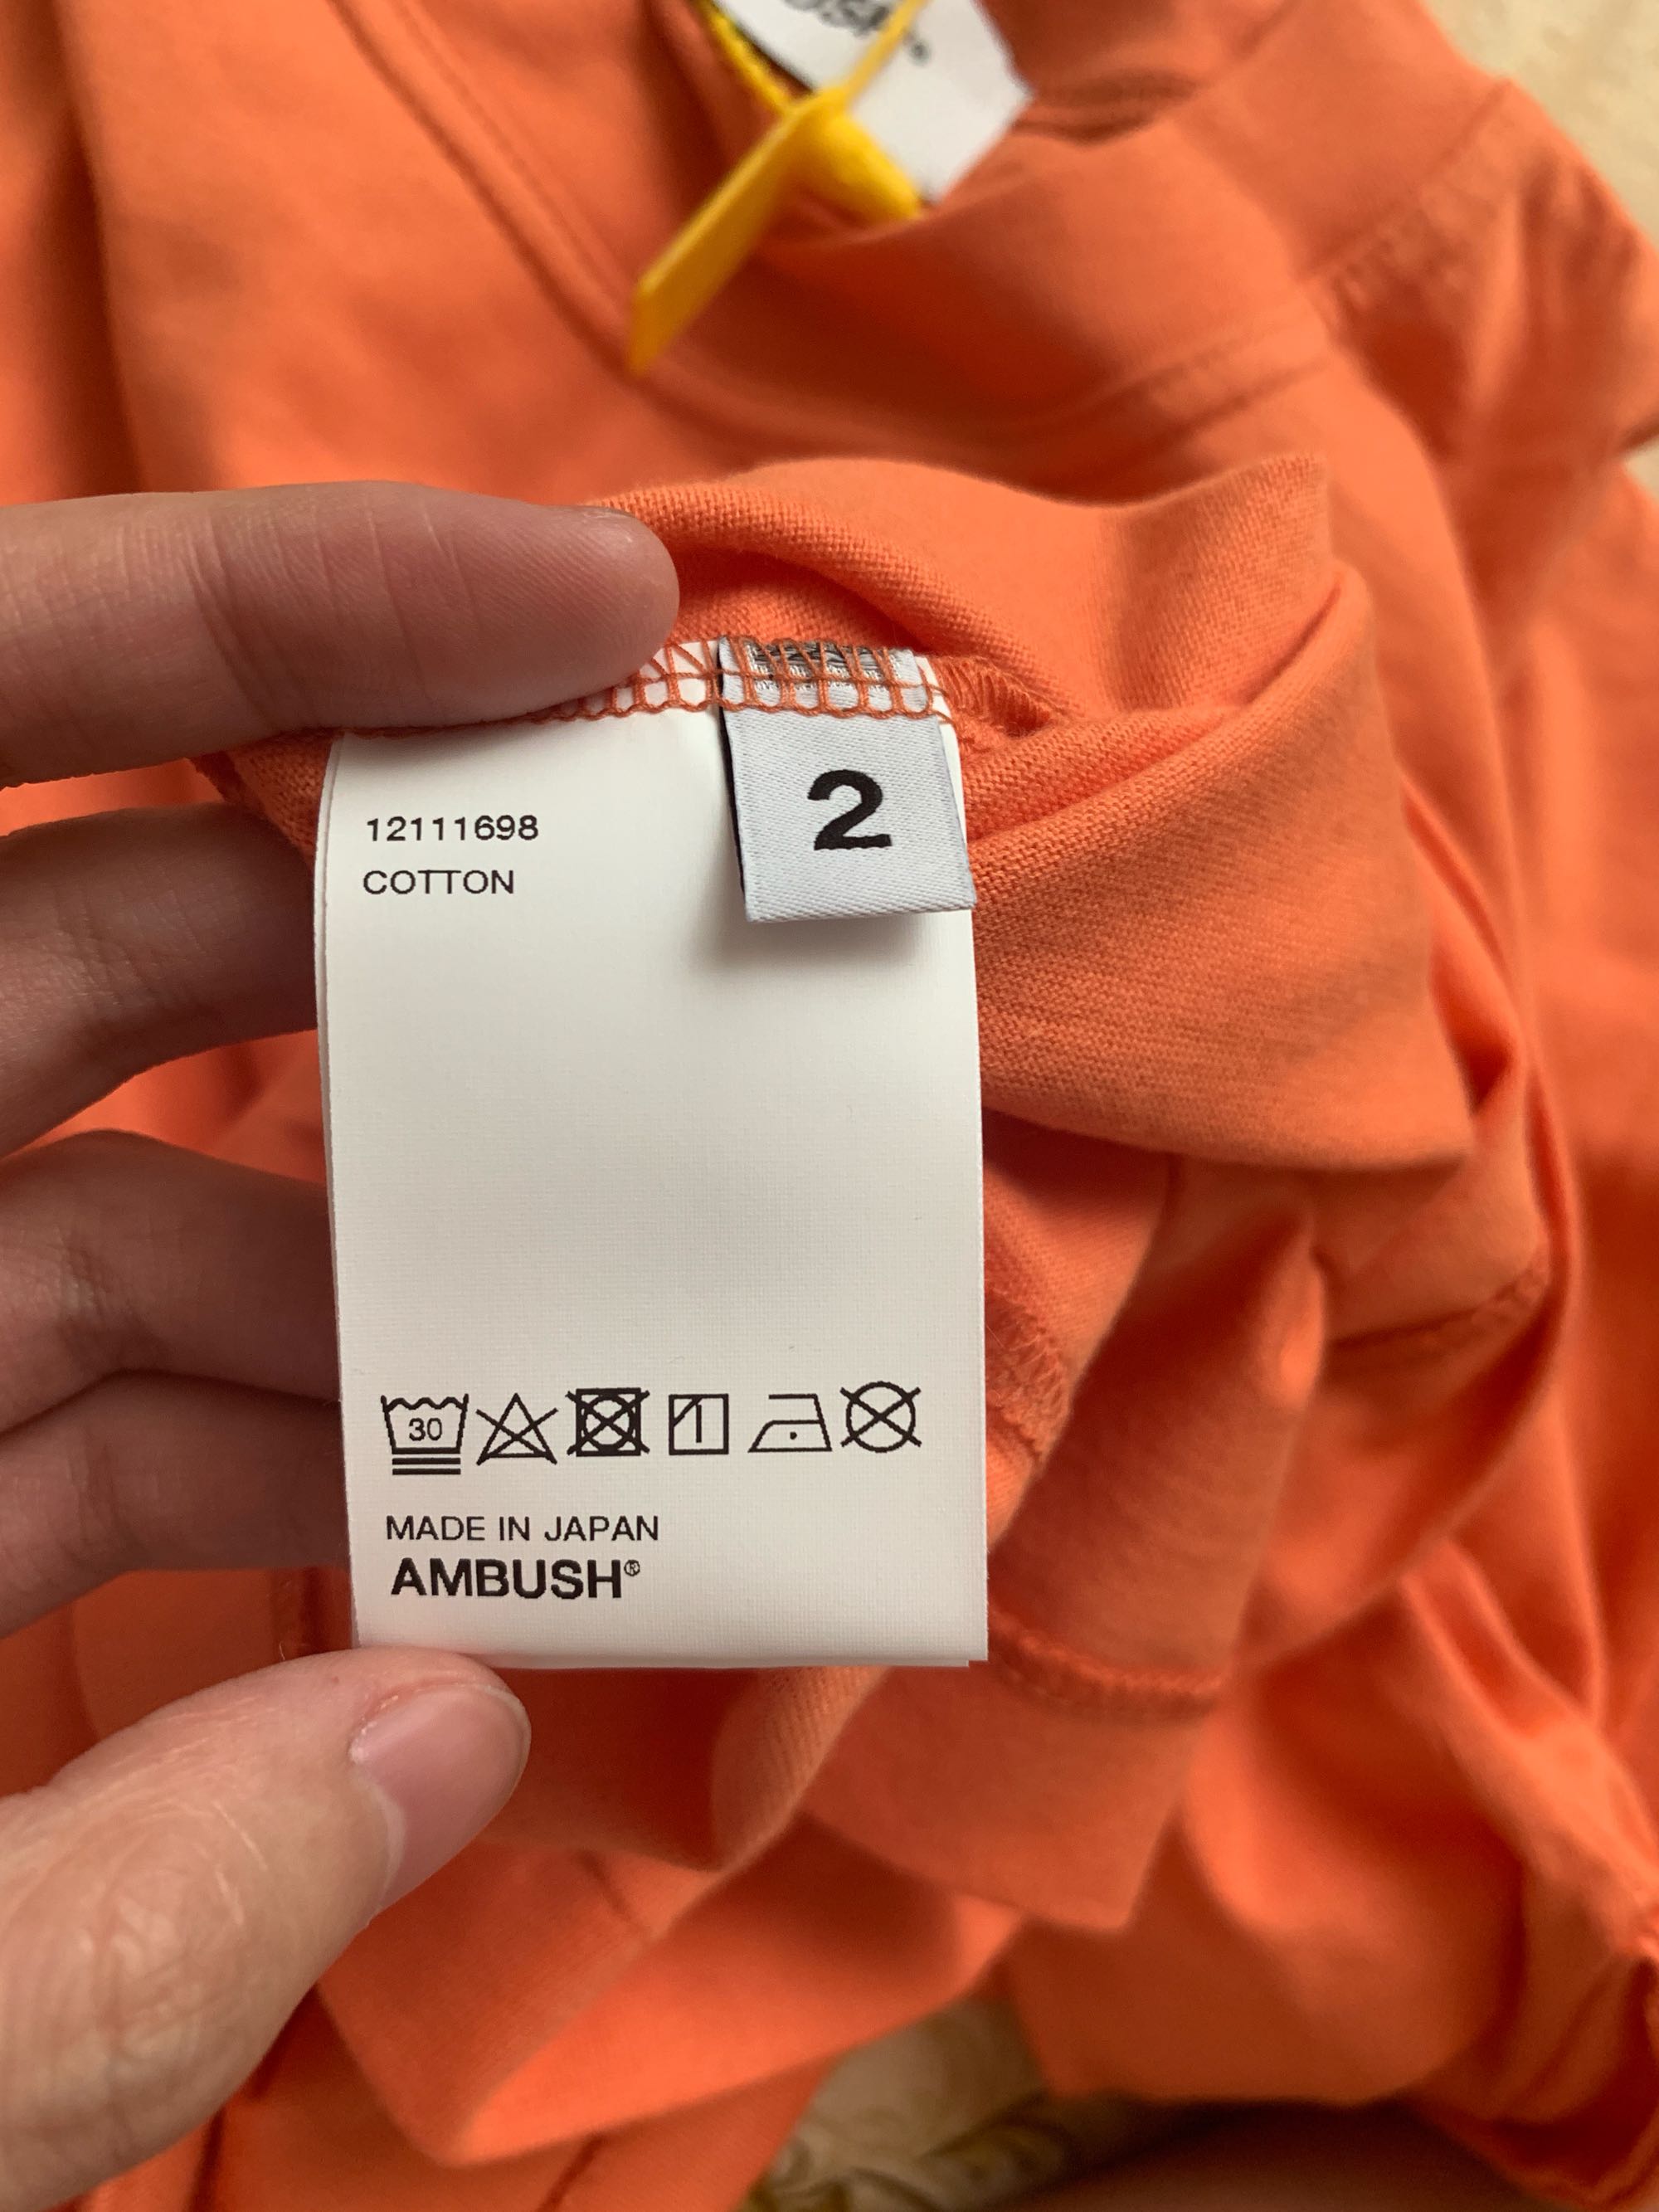 12111698
COTTON
2
30
MADE IN JAPAN
AMBUSH®